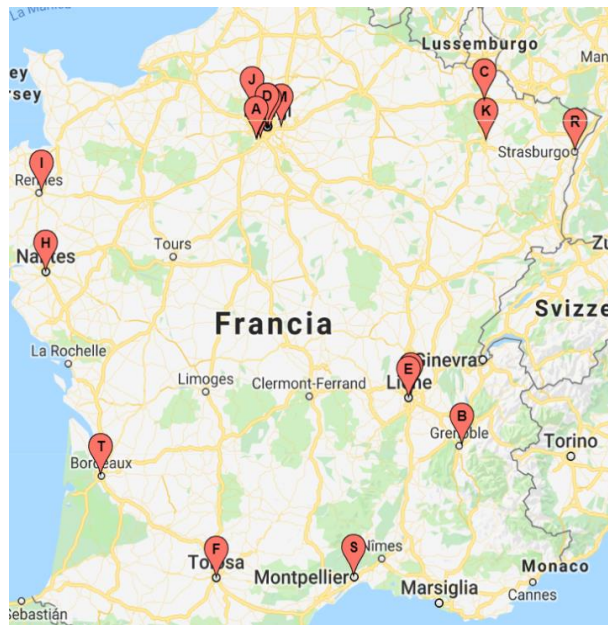 Lussemburgo
La Manica
Man
ey
ersey
J
D
M
A
C
K
R
Strasburgo
I
Rennes
H
Nantes
Tours
Zu
Francia
Svizze
La Rochelle
Limoges
Clermont-Ferrand
E
Ginevra
Lione
B
Grenoble
Torino
T
Bordeaux
F
Tolosa
S
Nîmes
Montpellier
Marsiglia
Monaco
Cannes
Sebastián